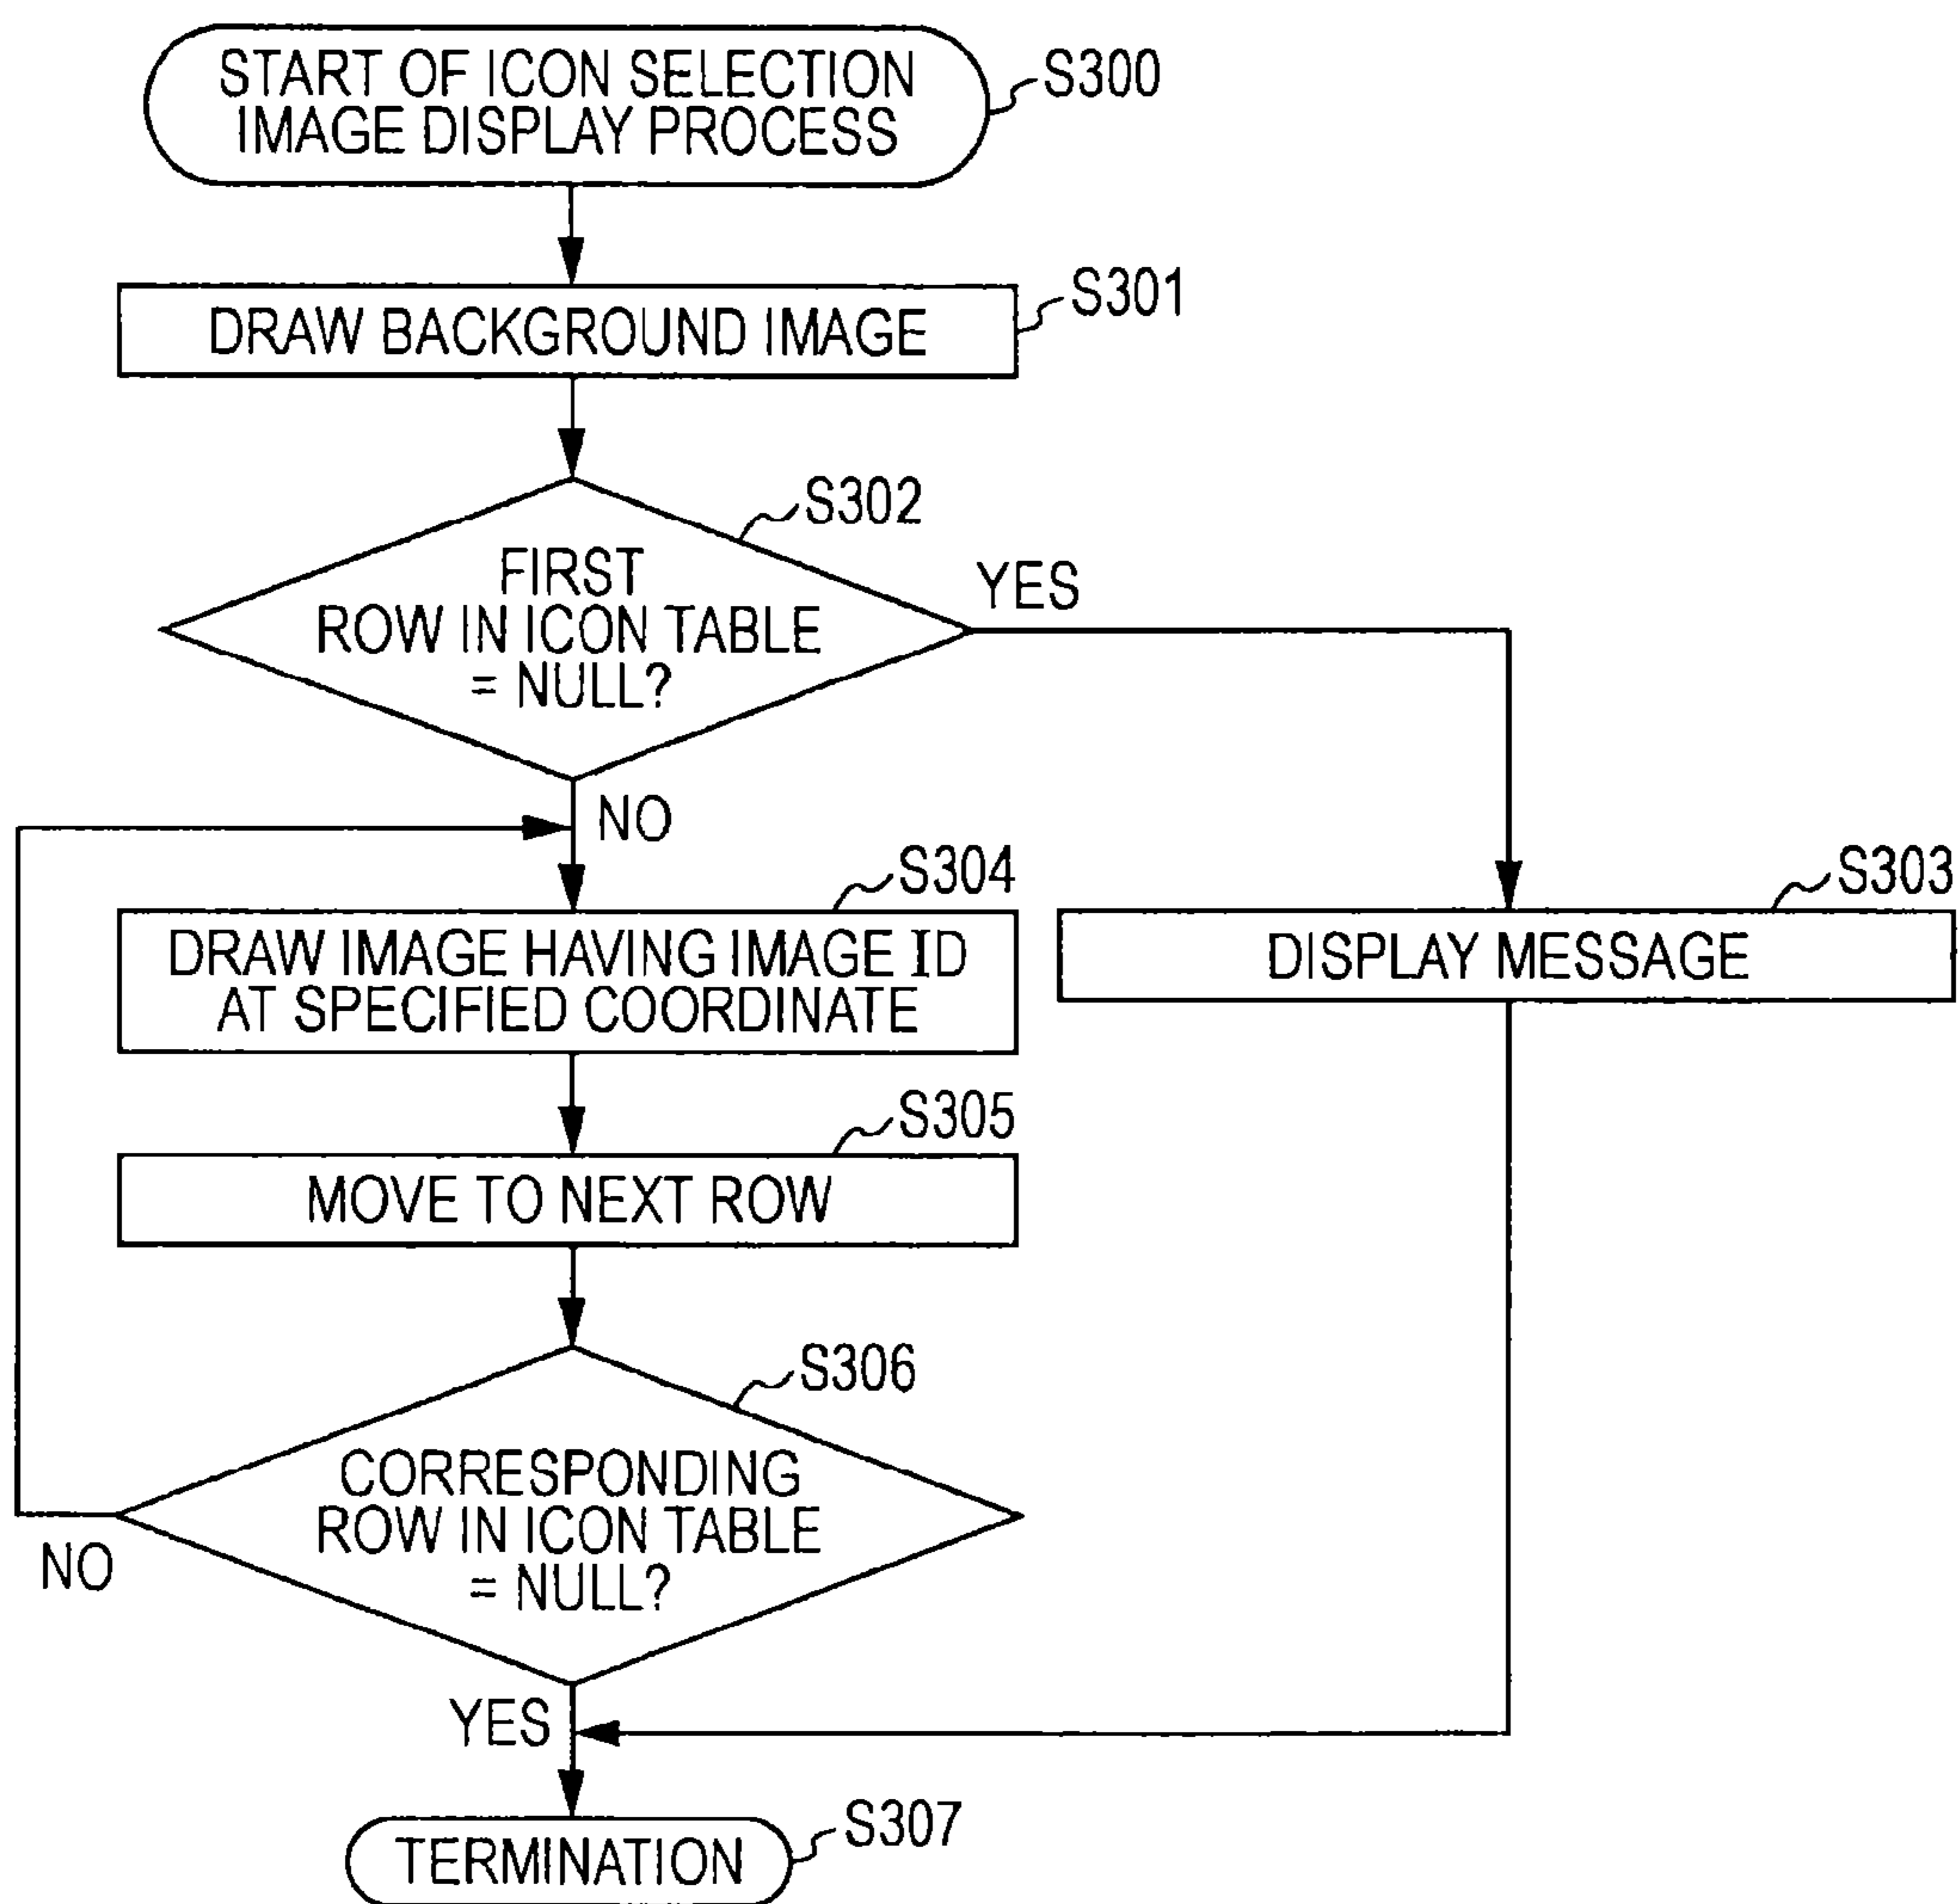 START OF ICON SELECTION
IMAGE DISPLAY PROCESS
S300
DRAW BACKGROUND IMAGE
S301
S302
FIRST
ROW IN ICON TABLE
= NULL?
YES
NO
S304
DRAW IMAGE HAVING IMAGE ID
AT SPECIFIED COORDINATE
S303
DISPLAY MESSAGE
S305
MOVE TO NEXT ROW
S306
CORRESPONDING
ROW IN ICON TABLE
= NULL?
NO
YES
TERMINATION
S307